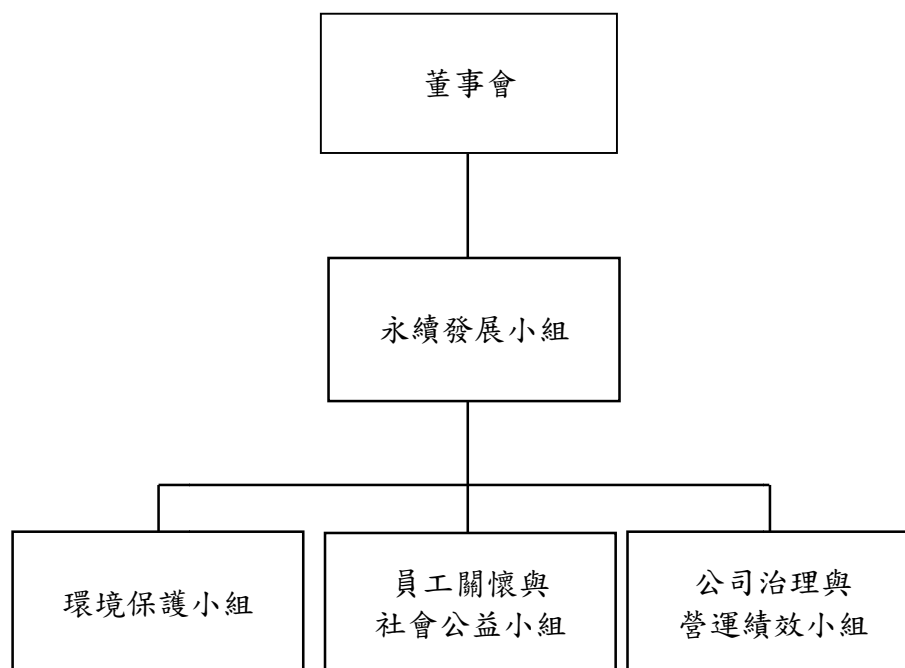 董事會
永續發展小組
環境保護小組
員工關懷與
社會公益小組
公司治理與
營運績效小組